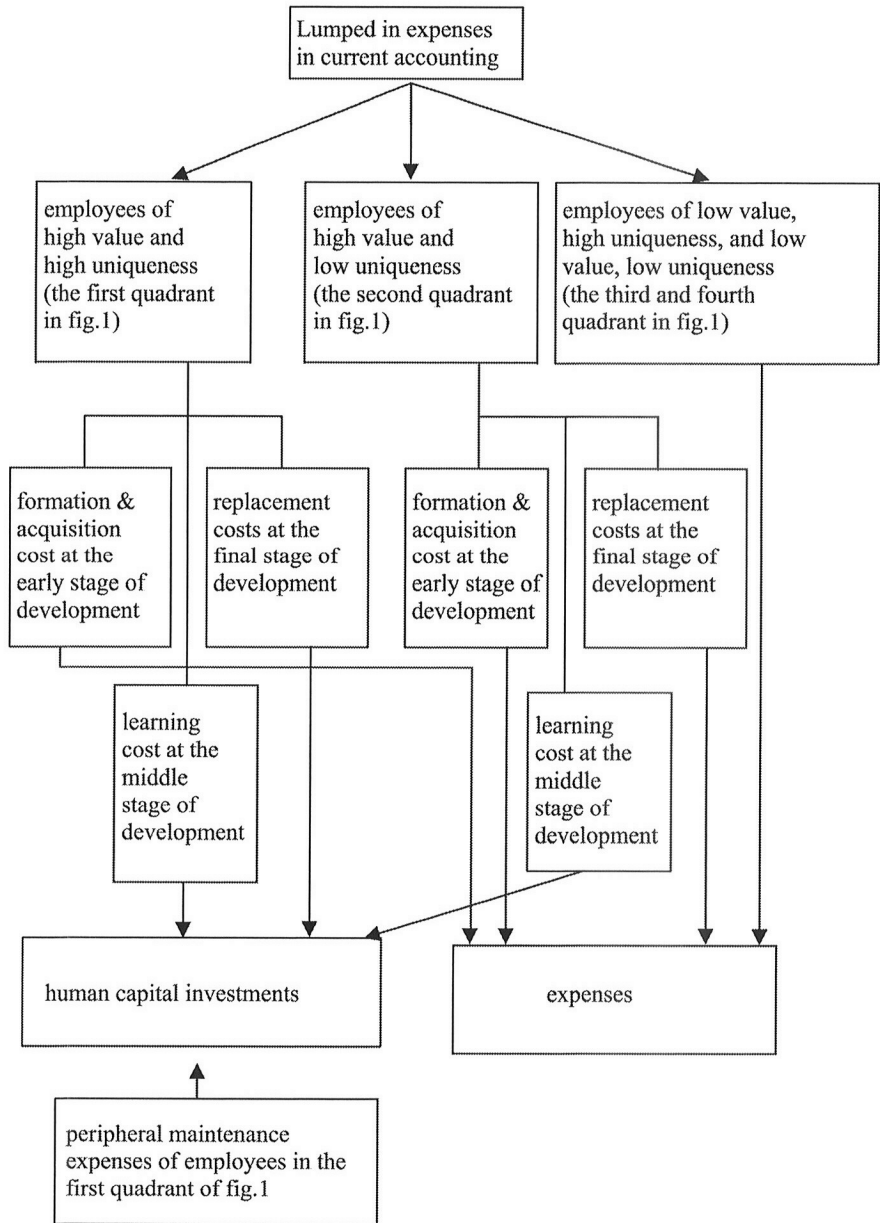 Lumped in expenses
in current accounting
employees of
high value and
high uniqueness
(the first quadrant
in fig.1)
employees of
high value and
low uniqueness
(the second quadrant
in fig.1)
employees of low value,
high uniqueness, and low
value, low uniqueness
(the third and fourth
quadrant in fig.1)
formation &
acquisition
cost at the
early stage of
development
replacement
costs at the
final stage of
development
formation &
acquisition
cost at the
early stage of
development
replacement
costs at the
final stage of
development
learning
cost at the
middle
stage of
development
learning
cost at the
middle
stage of
development
human capital investments
expenses
peripheral maintenance
expenses of employees in the
first quadrant of fig.1